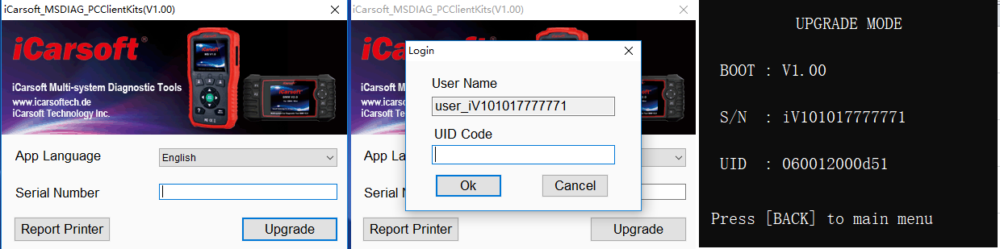 iCarsoft_MSDIAG_PCClientKits(V1.00)
iCarsoft®
iCarsoft Multi-system Diagnostic Tools
www.icarsoftech.de
iCarsoft Technology Inc.
App Language
English
Serial Number
Report Printer
Upgrade
iCarsoft_MSDIAG_PCClientKits(V1.00)
iCarsoft M
www.icarsof
iCarsoft Te
App La
Serial N
Report Printer
Upgrade
Login
User Name
user_iV101017777771
UID Code
Ok
Cancel
UPGRADE MODE
BOOT : V1.00
S/N : iV101017777771
UID : 060012000d51
Press [BACK] to main menu